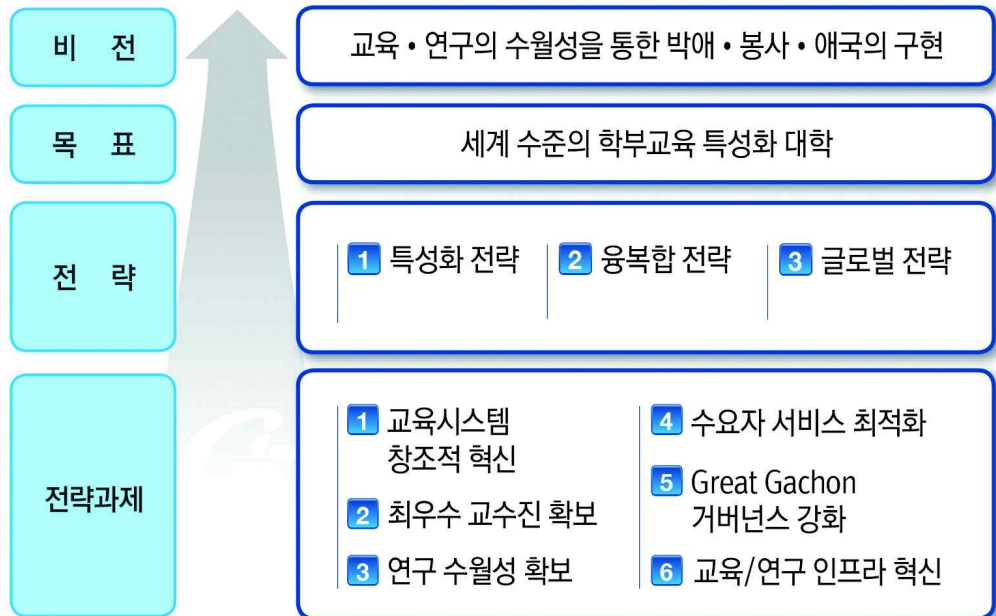 비 전
교육・연구의 수월성을 통한 박애・봉사・애국의 구현
목 표
세계 수준의 학부교육 특성화 대학
전 략
1 특성화 전략
2 융복합 전략
3 글로벌 전략
전략과제
1 교육시스템
창조적 혁신
2 최우수 교수진 확보
3 연구 수월성 확보
4 수요자 서비스 최적화
5 Great Gachon
거버넌스 강화
6 교육/연구 인프라 혁신